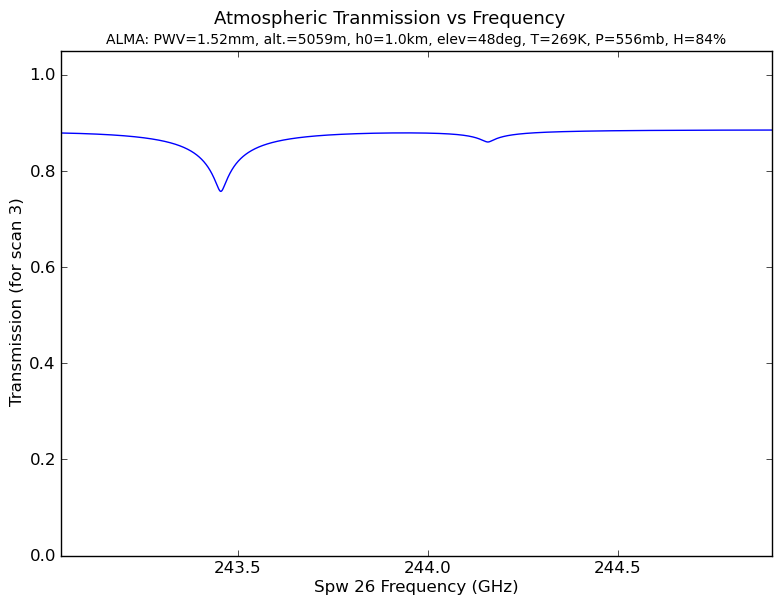 Atmospheric Tranmission vs Frequency
ALMA: PWV=1.52mm, alt.=5059m, h0=1.0km, elev=48deg, T=269K, P=556mb, H=84%
1.0
0.8
0.6
0.4
0.2
0.0
Transmission (for scan 3)
243.5 244.0 244.5
Spw 26 Frequency (GHz)